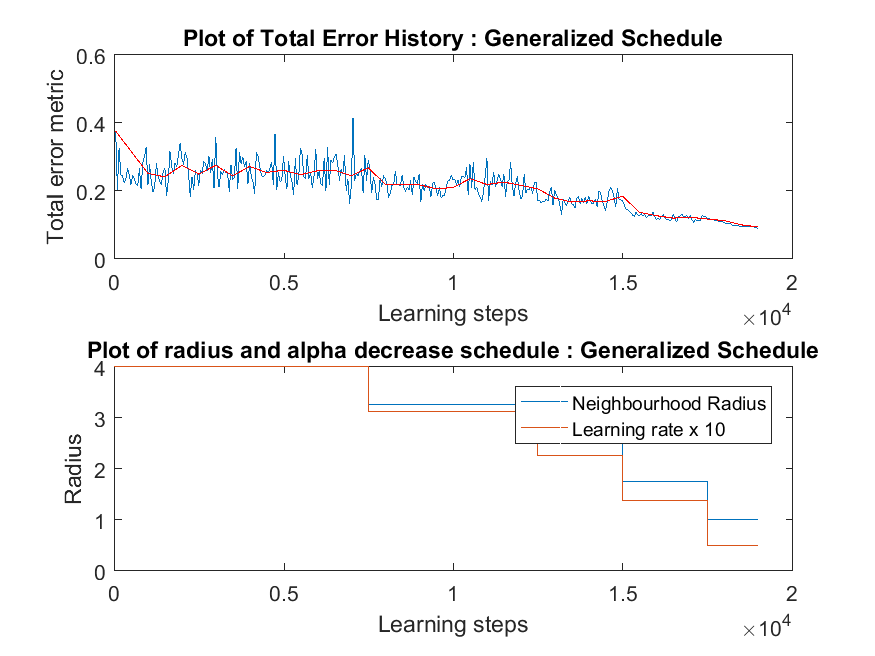 Plot of Total Error History : Generalized Schedule
0.6
0.4
0.2
0
Total error metric
0 0.5 1 1.5 2
Learning steps
×10^4
Plot of radius and alpha decrease schedule : Generalized Schedule
4
3
2
1
0
Radius
Neighbourhood Radius
Learning rate x 10
0 0.5 1 1.5 2
Learning steps
×10^4